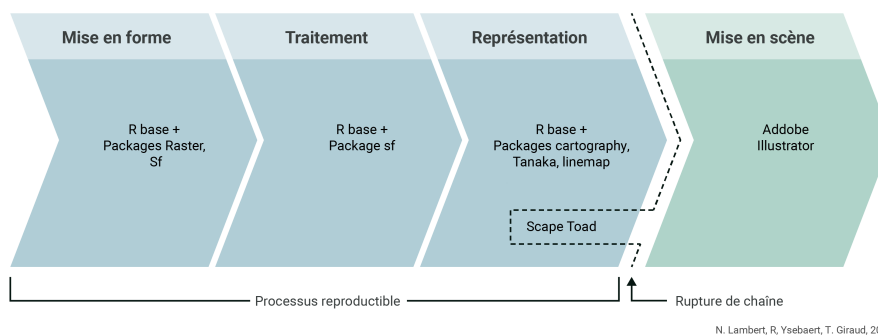 Mise en forme
Traitement
Représentation
Mise en scène
R base +
Packages Raster,
Sf
R base +
Package sf
R base +
Packages cartography,
Tanaka, linemap
Addobe
Illustrator
Scape Toad
Processus reproductible
Rupture de chaîne
N. Lambert, R, Ysebaert, T. Giraud, 20